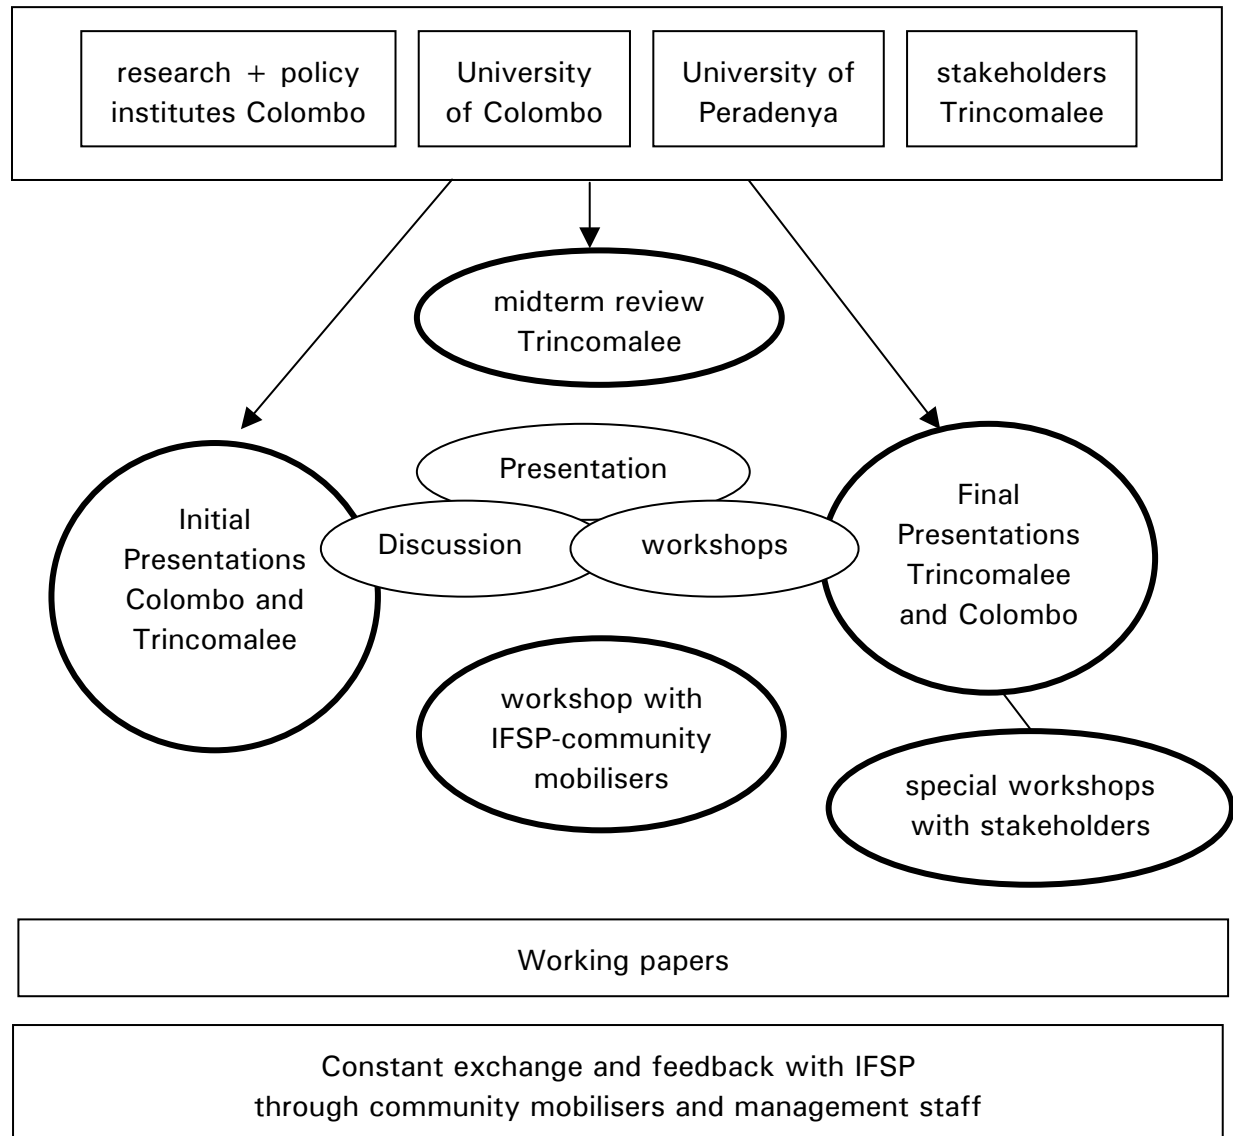 research + policy
institutes Colombo
University
of Colombo
University of
Peradenya
stakeholders
Trincomalee
midterm review
Trincomalee
Presentation
Discussion
workshops
Initial
Presentations
Colombo and
Trincomalee
Final
Presentations
Trincomalee
and Colombo
workshop with
IFSP-community
mobilisers
special workshops
with stakeholders
Working papers
Constant exchange and feedback with IFSP
through community mobilisers and management staff